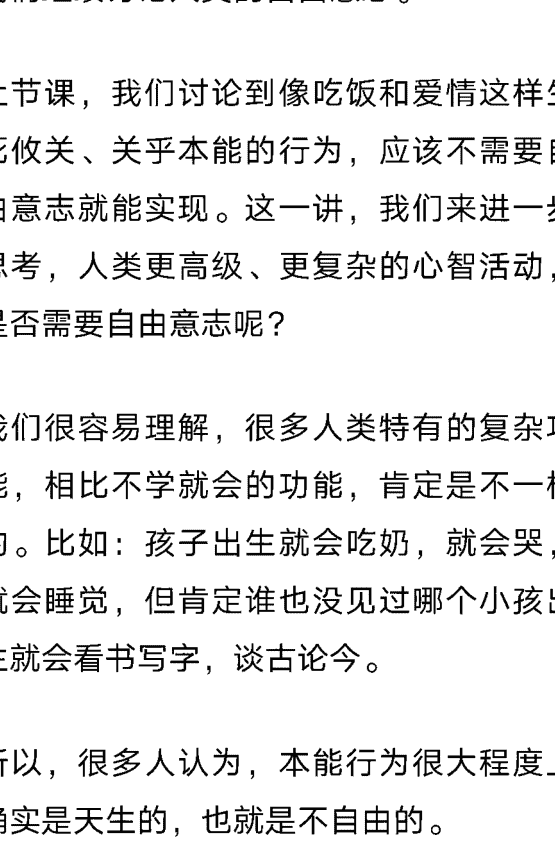 上节课，我们讨论到像吃饭和爱情这样生
死攸关、关乎本能的行为，应该不需要自
由意志就能实现。这一讲，我们来进一步
思考，人类更高级、更复杂的心智活动，
是否需要自由意志呢？
我们很容易理解，很多人类特有的复杂功
能，相比不学就会的功能，肯定是不一样
的。比如：孩子出生就会吃奶，就会哭，
就会睡觉，但肯定谁也没见过哪个小孩出
生就会看书写字，谈古论今。
所以，很多人认为，本能行为很大程度上
确实是天生的，也就是不自由的。